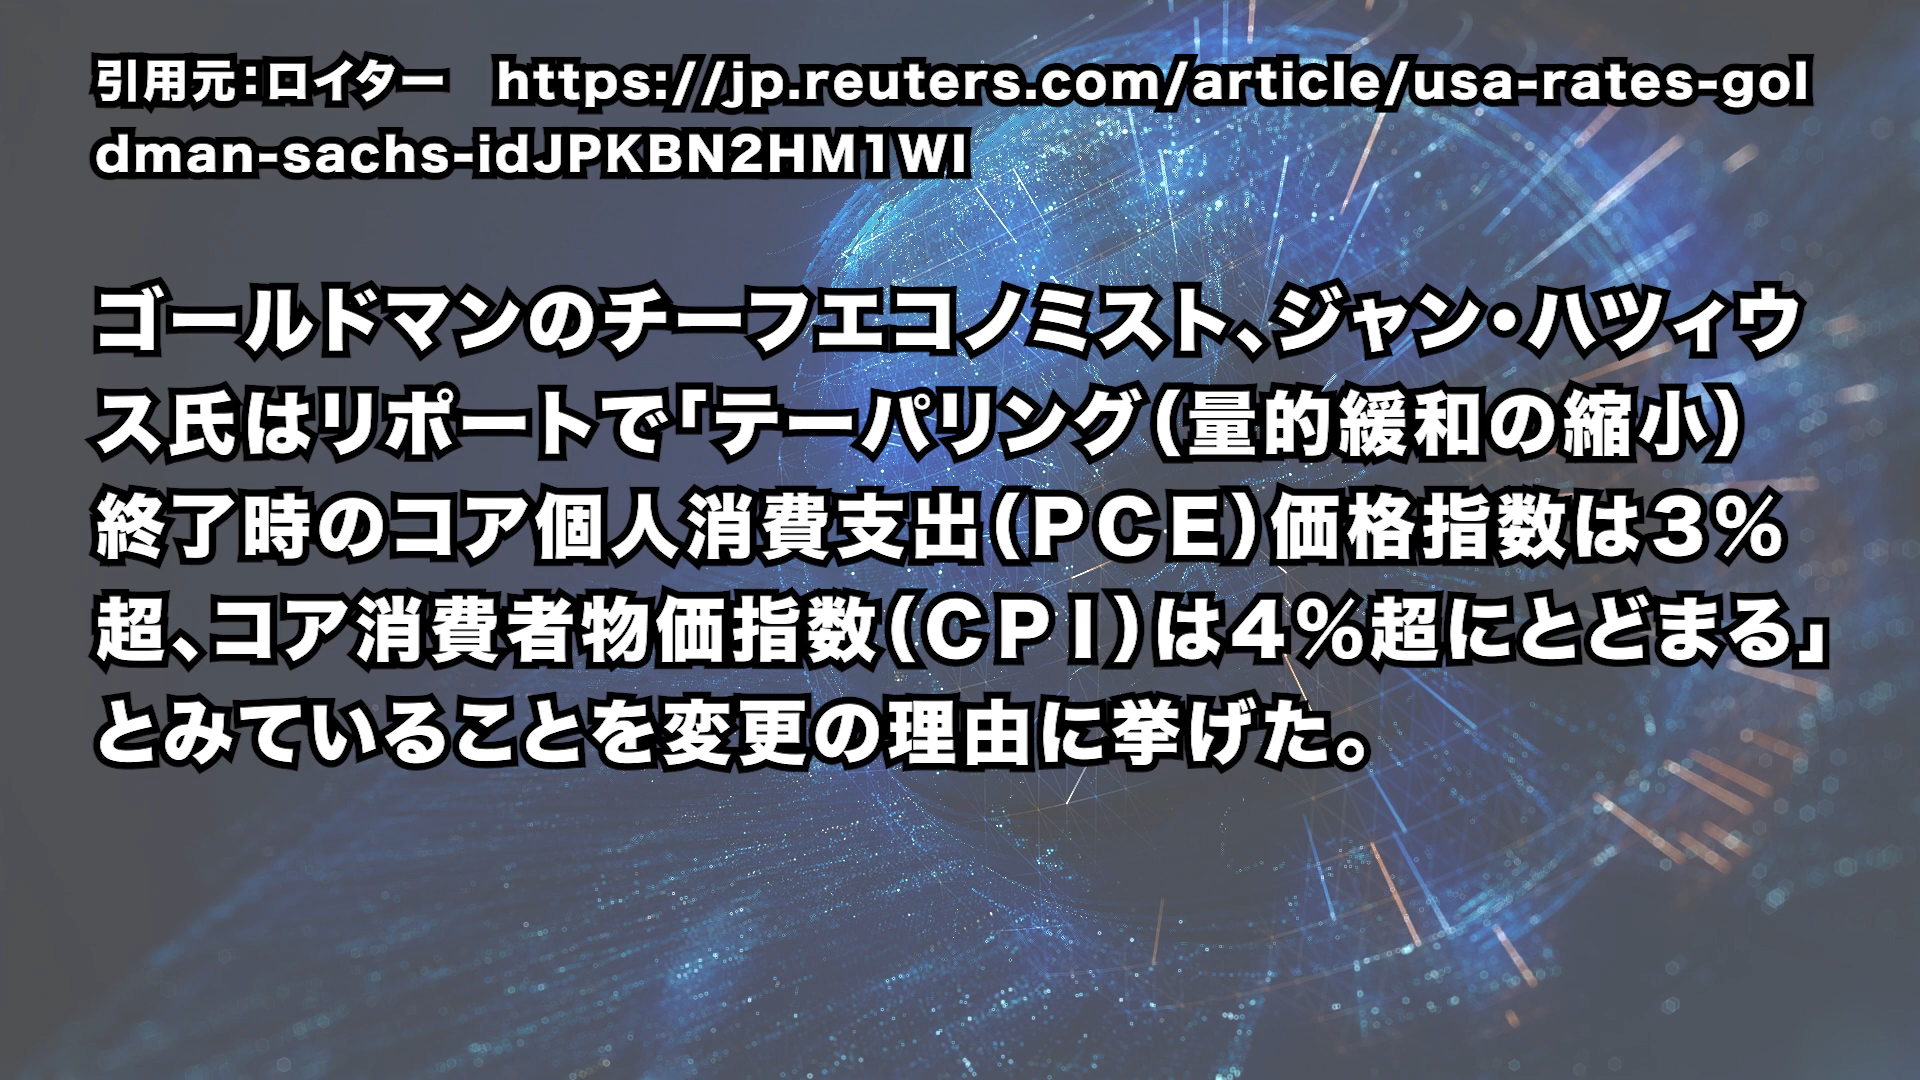 引用元：ロイター　https://jp.reuters.com/article/usa-rates-gol
dman-sachs-idJPKBN2HM1WI
ゴールドマンのチーフエコノミスト、ジャン・ハツィウ
ス氏はリポートで「テーパリング（量的緩和の縮小）
終了時のコア個人消費支出（ＰＣＥ）価格指数は３％
超、コア消費者物価指数（ＣＰＩ）は４％超にとどまる」
とみていることを変更の理由に挙げた。